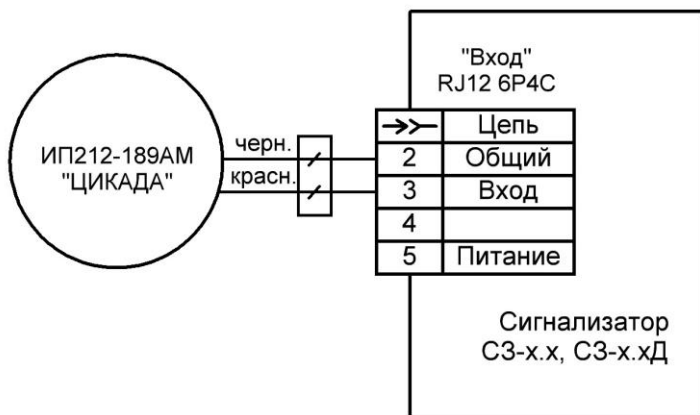 "Вход"
RJ12 6P4C
Цепь
черн.
2 Общий
ИП212-189АМ
"ЦИКАДА"
красн.
3 Вход
4
5 Питание
Сигнализатор
СЗ-х.х, СЗ-х.хД